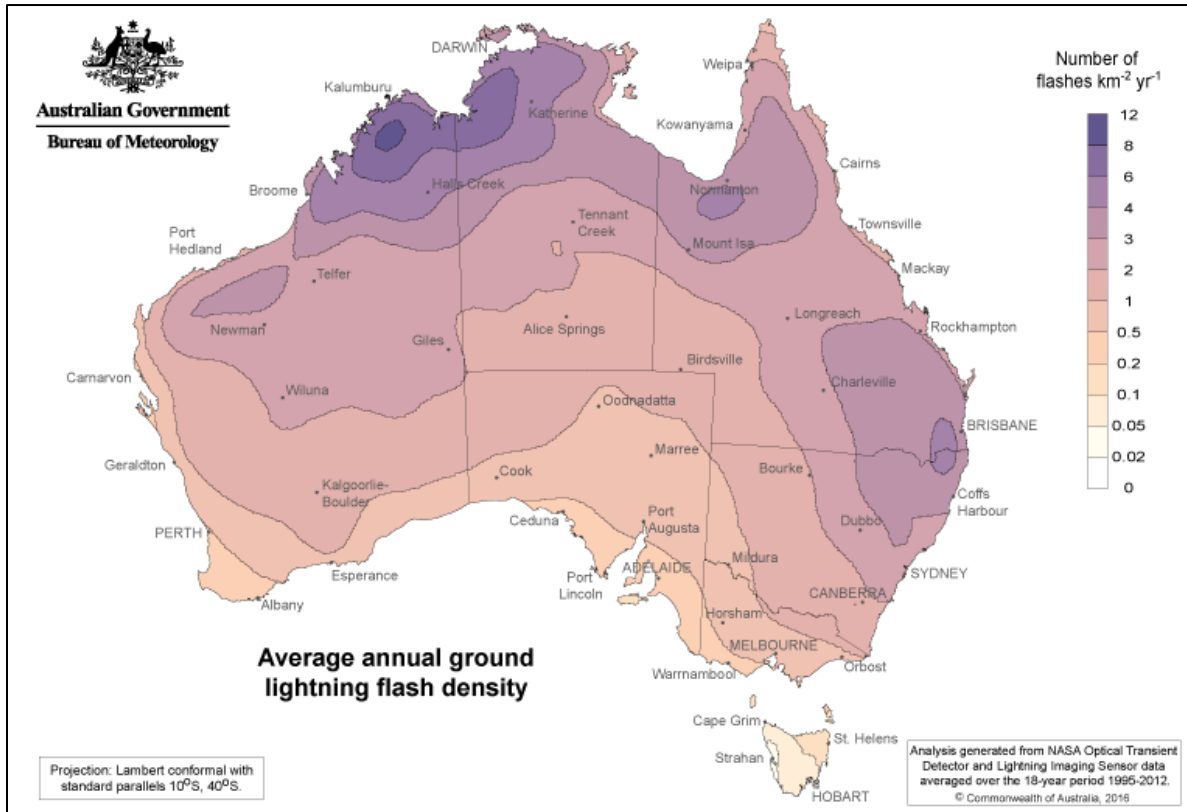 Australian Government
Bureau of Meteorology
DARWIN
Weipa
Number of
flashes km⁻² yr⁻¹
Kalumburu
Katherine
Kowanyama
12
8
6
4
3
2
1
0.5
0.2
0.1
0.05
0.02
0
Cairns
Broome
Halls Creek
Normanton
Port
Hedland
Tennant
Creek
Townsville
Mount Isa
Telfer
Mackay
Newman
Alice Springs
Longreach
Rockhampton
Giles
Birdsville
Carnarvon
Wiluna
Charleville
Oodnadatta
BRISBANE
Geraldton
Cook
Marree
Bourke
Kalgoorlie-
Boulder
Coffs
Harbour
PERTH
Ceduna
Port
Augusta
Dubbo
Mildura
Esperance
Port
Lincoln
ADELAIDE
SYDNEY
Albany
CANBERRA
Horsham
MELBOURNE
Warrnambool
Orbost
Average annual ground
lightning flash density
Cape Grim
Strahan
St. Helens
HOBART
Projection: Lambert conformal with
standard parallels 10⁰S, 40⁰S.
Analysis generated from NASA Optical Transient
Detector and Lightning Imaging Sensor data
averaged over the 18-year period 1995-2012.
© Commonwealth of Australia, 2016